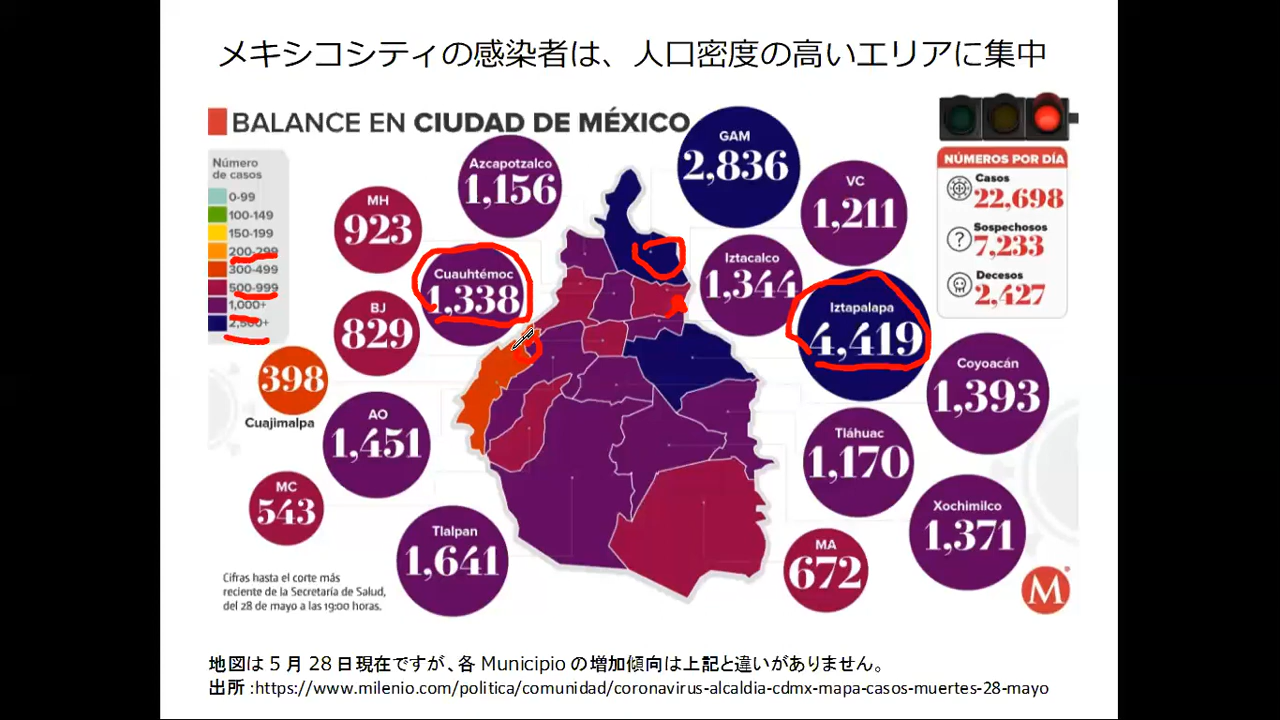 メキシコシティの感染者は、人口密度の高いエリアに集中
BALANCE EN CIUDAD DE MÉXICO
Número
de casos
0-99
100-149
150-199
200-299
300-499
500-999
1,000+
2,500+
MH
923
Azcapotzalco
1,156
GAM
2,836
VC
1,211
NÚMEROS POR DÍA
Casos
22,698
Sospechosos
7,233
Decesos
2,427
Cuauhtémoc
1,338
Iztacalco
1,344
BJ
829
Iztapalapa
4,419
398
Cuajimalpa
Coyoacán
1,393
AO
1,451
Tláhuac
1,170
MC
543
Tlalpan
1,641
MA
672
Xochimilco
1,371
Cifras hasta el corte más
reciente de la Secretaría de Salud,
del 28 de mayo a las 19:00 horas.
M
地図は5月28日現在ですが、各Municipioの増加傾向は上記と違いがありません。
出所:https://www.milenio.com/politica/comunidad/coronavirus-alcaldia-cdmx-mapa-casos-muertes-28-mayo